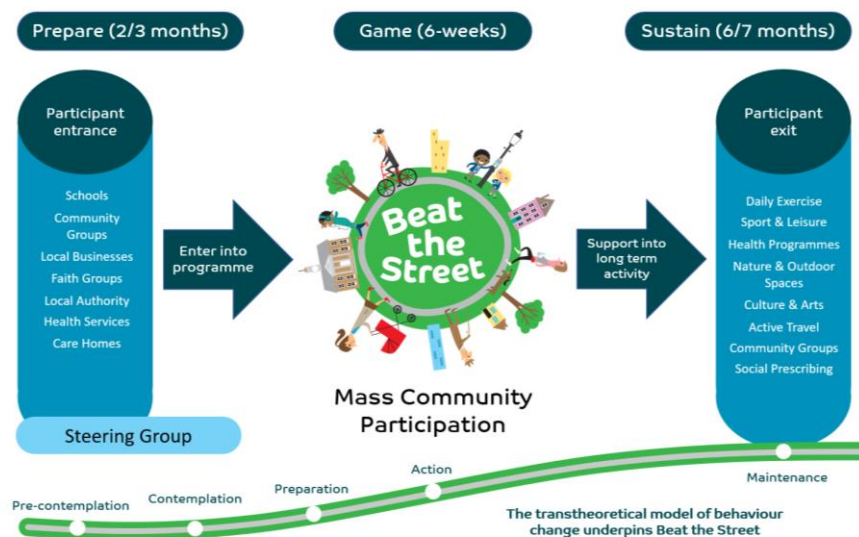 Prepare (2/3 months)
Game (6-weeks)
Sustain (6/7 months)
Participant
entrance
Schools
Community
Groups
Local Businesses
Faith Groups
Local Authority
Health Services
Care Homes
Steering Group
Enter into
programme
Beat
the
Street
Mass Community
Participation
Support into
long term
activity
Participant
exit
Daily Exercise
Sport & Leisure
Health Programmes
Nature & Outdoor
Spaces
Culture & Arts
Active Travel
Community Groups
Social Prescribing
Pre-contemplation
Contemplation
Preparation
Action
Maintenance
The transtheoretical model of behaviour
change underpins Beat the Street